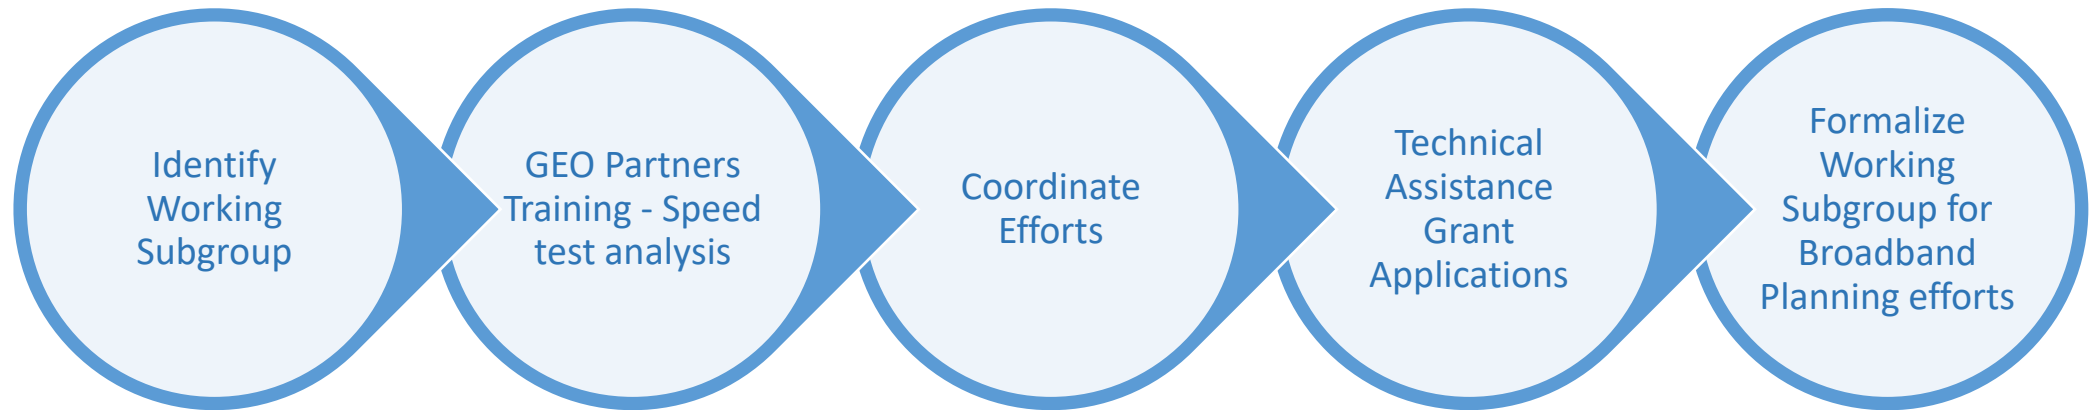 Identify
Working
Subgroup
GEO Partners
Training - Speed
test analysis
Coordinate
Efforts
Technical
Assistance
Grant
Applications
Formalize
Working
Subgroup for
Broadband
Planning efforts